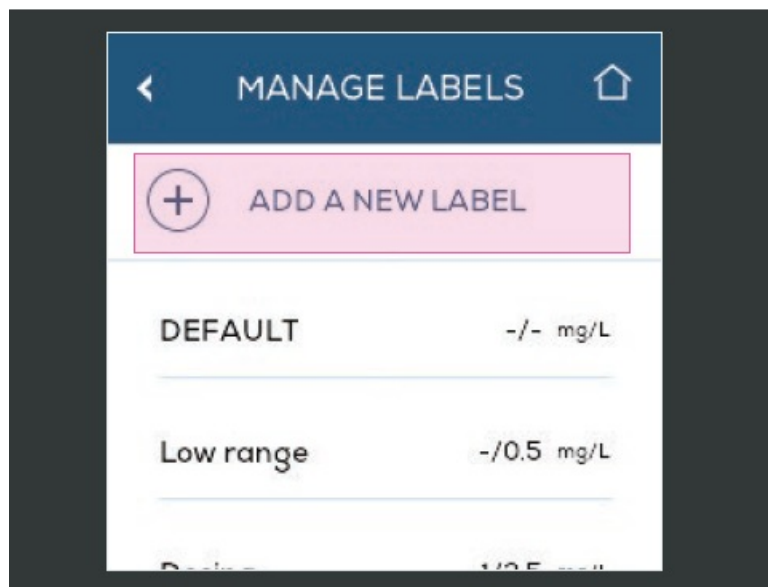 MANAGE LABELS
ADD A NEW LABEL
DEFAULT -/- mg/L
Low range -/0.5 mg/L